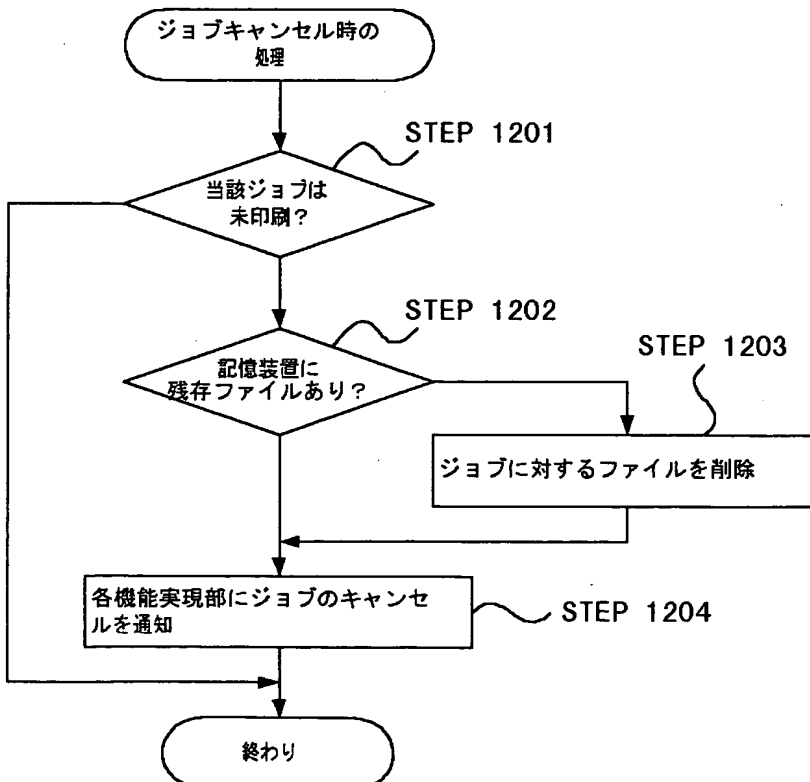 ジョブキャンセル時の
処理
STEP 1201
当該ジョブは
未印刷?
STEP 1202
記憶装置に
残存ファイルあり?
STEP 1203
ジョブに対するファイルを削除
各機能実現部にジョブのキャンセ
ルを通知
STEP 1204
終わり